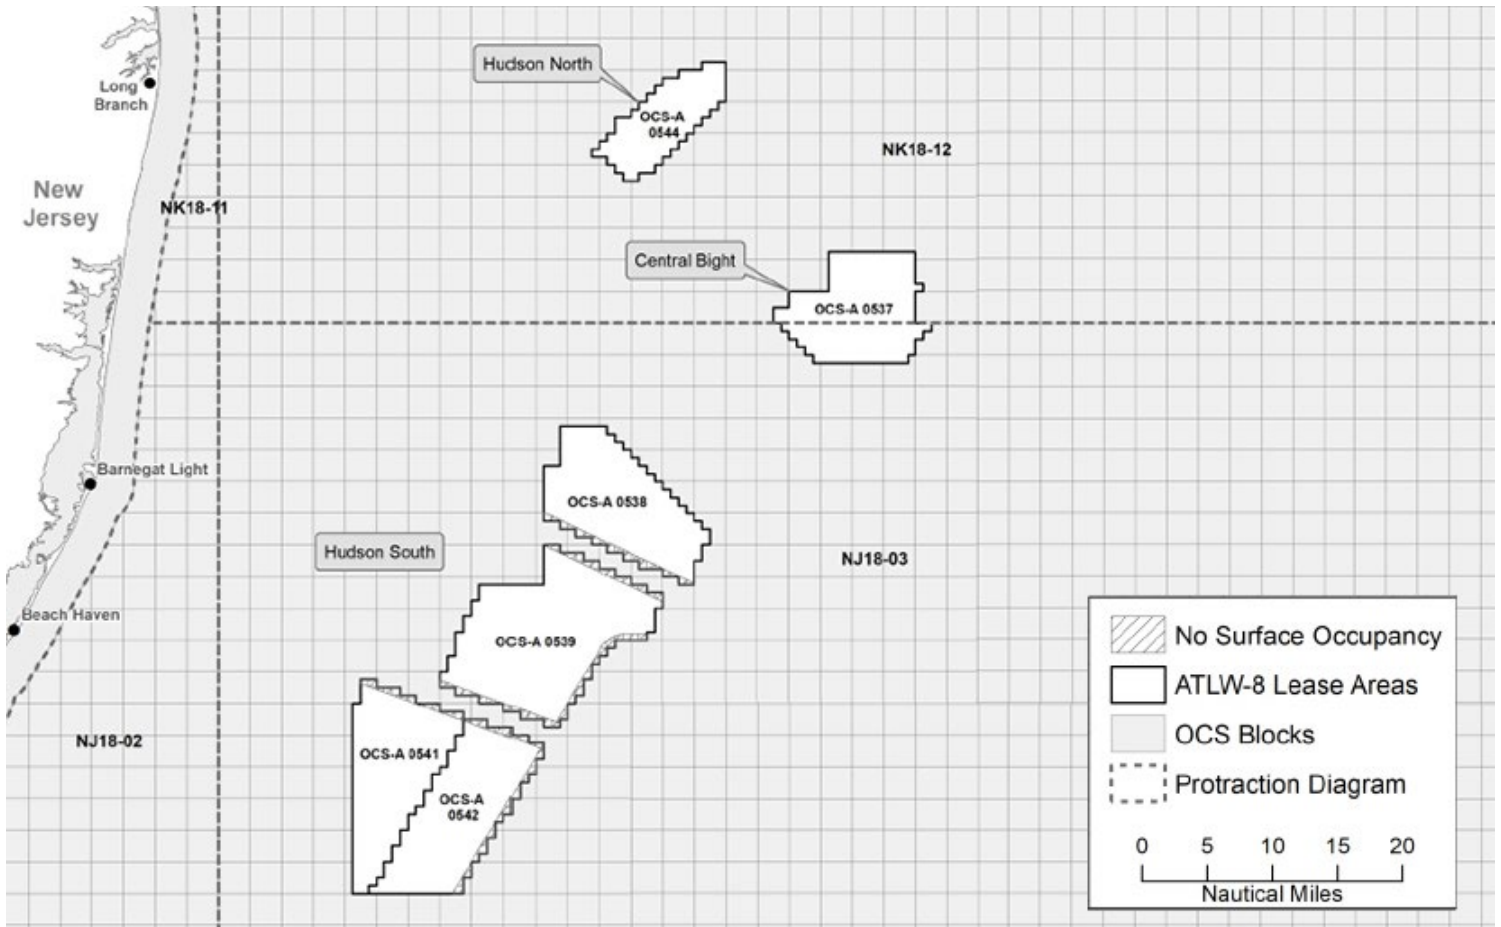 Hudson North
Long
Branch
OCS-A
0544
NK18-12
New
Jersey
NK18-11
Central Bight
OCS-A 0537
Barnegat Light
OCS-A 0538
Hudson South
NJ18-03
Beach Haven
OCS-A 0539
NJ18-02
OCS-A 0541
OCS-A
0542
No Surface Occupancy
ATLW-8 Lease Areas
OCS Blocks
Protraction Diagram
0 5 10 15 20
Nautical Miles